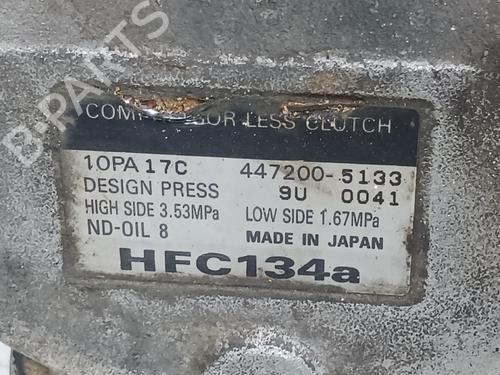 B-PARTS
COMPRESSOR LESS CLUTCH
10PA17C 447200-5133
DESIGN PRESS 9U 0041
HIGH SIDE 3.53MPa LOW SIDE 1.67MPa
ND-OIL 8 MADE IN JAPAN
HFC134a